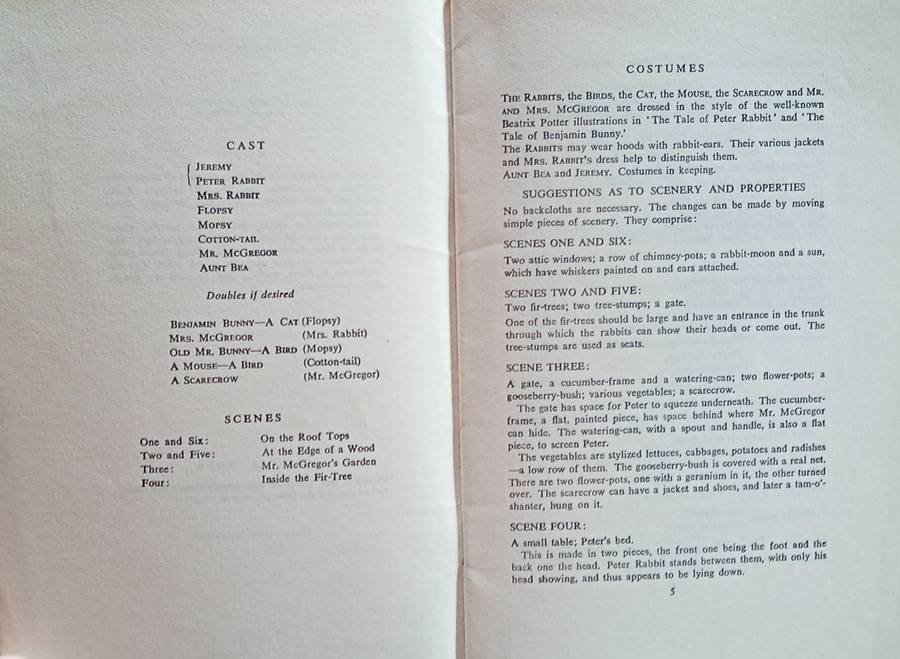 CAST
JEREMY
PETER RABBIT
MRS. RABBIT
FLOPSY
MOPSY
COTTON-TAIL
MR. MCGREGOR
AUNT BEA
Doubles if desired
BENJAMIN BUNNY—A CAT (Flopsy)
MRS. MCGREGOR (Mrs. Rabbit)
OLD MR. BUNNY—A BIRD (Mopsy)
A MOUSE—A BIRD (Cotton-tail)
A SCARECROW (Mr. McGregor)
SCENES
One and Six: On the Roof Tops
Two and Five: At the Edge of a Wood
Three: Mr. McGregor's Garden
Four: Inside the Fir-Tree
COSTUMES
THE RABBITS, the BIRDS, the CAT, the MOUSE, the SCARECROW and MR.
AND MRS. MCGREGOR are dressed in the style of the well-known
Beatrix Potter illustrations in 'The Tale of Peter Rabbit' and 'The
Tale of Benjamin Bunny.'
The RABBITS may wear hoods with rabbit-ears. Their various jackets
and MRS. RABBIT'S dress help to distinguish them.
AUNT BEA and JEREMY. Costumes in keeping.
SUGGESTIONS AS TO SCENERY AND PROPERTIES
No backcloths are necessary. The changes can be made by moving
simple pieces of scenery. They comprise:
SCENES ONE AND SIX:
Two attic windows; a row of chimney-pots; a rabbit-moon and a sun,
which have whiskers painted on and ears attached.
SCENES TWO AND FIVE:
Two fir-trees; two tree-stumps; a gate.
One of the fir-trees should be large and have an entrance in the trunk
through which the rabbits can show their heads or come out. The
tree-stumps are used as seats.
SCENE THREE:
A gate, a cucumber-frame and a watering-can; two flower-pots; a
gooseberry-bush; various vegetables; a scarecrow.
The gate has space for Peter to squeeze underneath. The cucumber-
frame, a flat, painted piece, has space behind where Mr. McGregor
can hide. The watering-can, with a spout and handle, is also a flat
piece, to screen Peter.
The vegetables are stylized lettuces, cabbages, potatoes and radishes
—a low row of them. The gooseberry-bush is covered with a real net.
There are two flower-pots, one with a geranium in it, the other turned
over. The scarecrow can have a jacket and shoes, and later a tam-o'-
shanter, hung on it.
SCENE FOUR:
A small table; Peter's bed.
This is made in two pieces, the front one being the foot and the
back one the head. Peter Rabbit stands between them, with only his
head showing, and thus appears to be lying down.
5